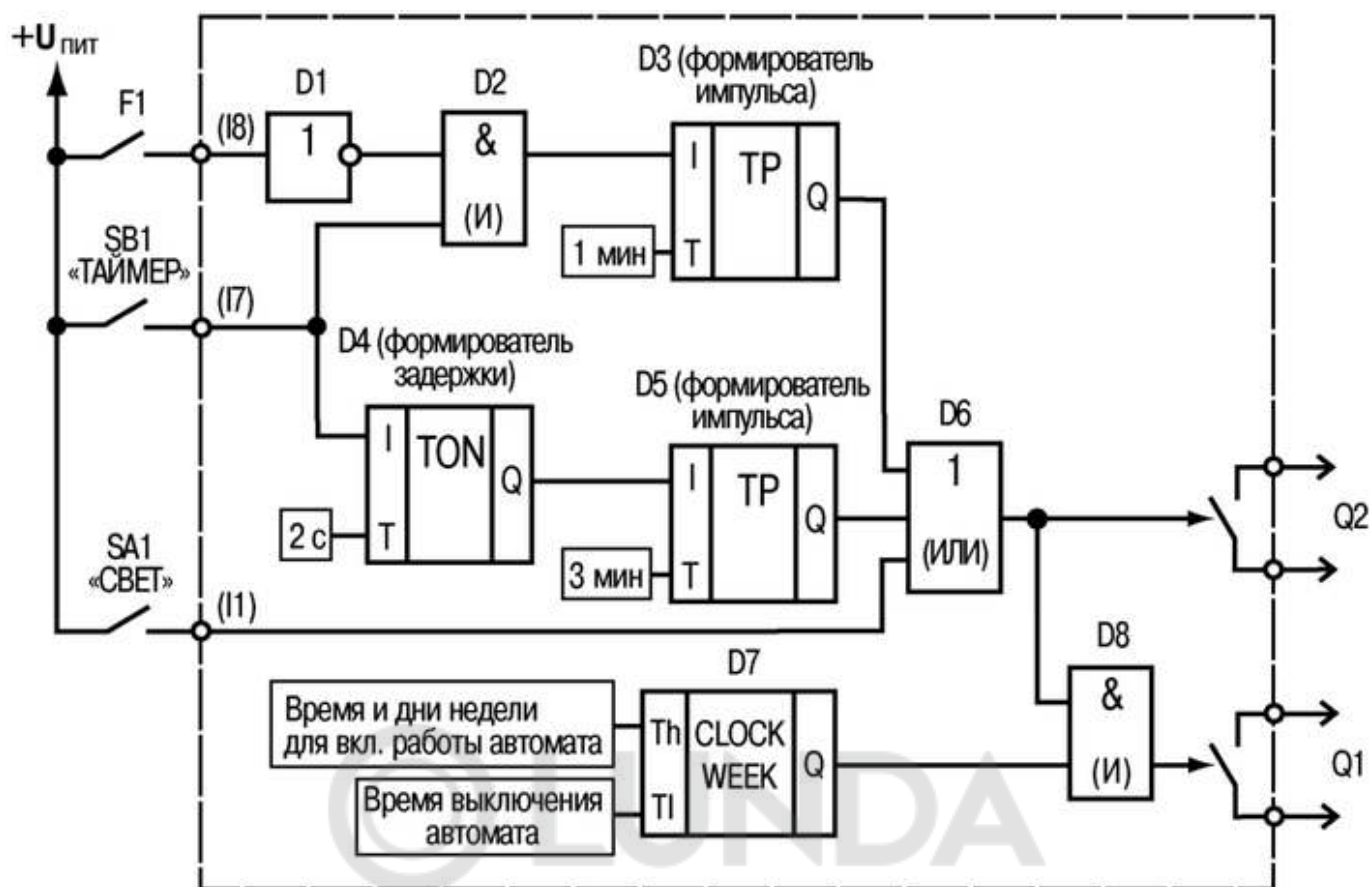 +Uпит
F1
(I8)
D1
1
D2
&
(И)
D3 (формирователь
импульса)
I
TP
Q
1 мин
T
SB1
«ТАЙМЕР»
(I7)
D4 (формирователь
задержки)
I
TON
Q
2 с
T
D5 (формирователь
импульса)
I
TP
Q
3 мин
T
D6
1
(ИЛИ)
Q2
SA1
«СВЕТ»
(I1)
D7
Время и дни недели
для вкл. работы автомата
Th
CLOCK
WEEK
Q
Время выключения
автомата
Tl
D8
&
(И)
Q1
LUNDA